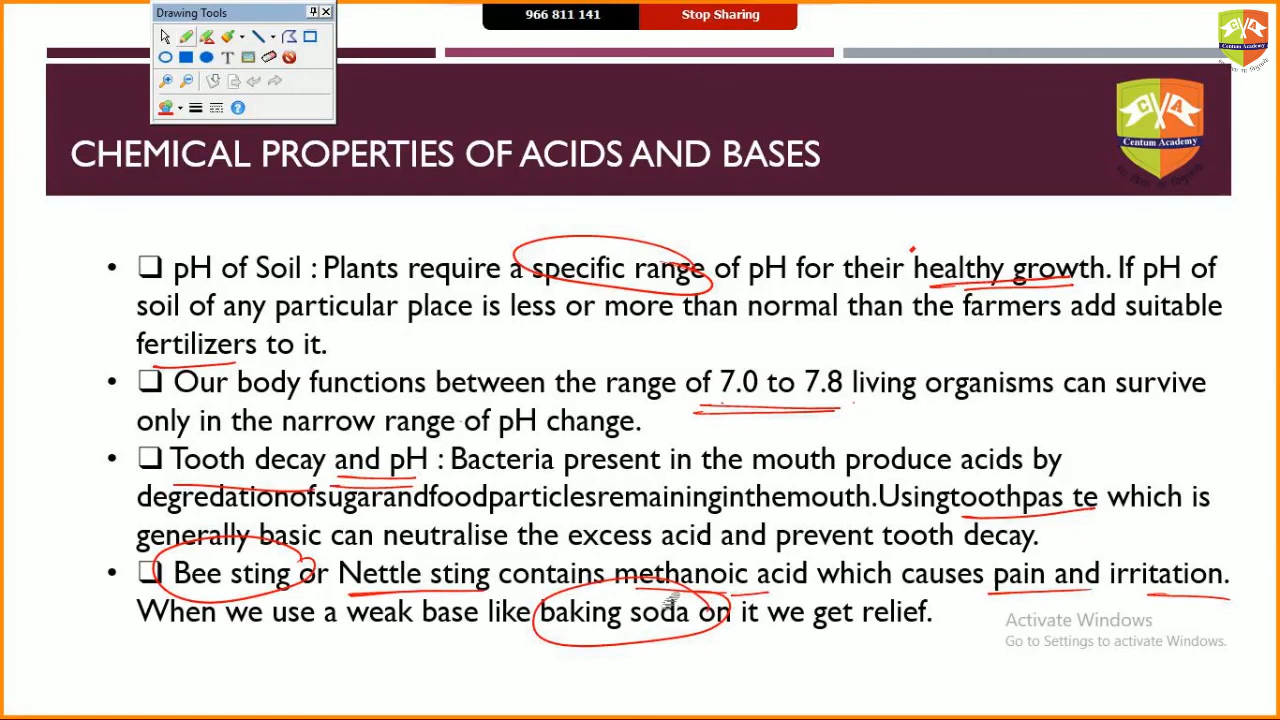 Drawing Tools
966 811 141
Stop Sharing
C A
Centum Academy
CHEMICAL PROPERTIES OF ACIDS AND BASES
C A
Centum Academy
• ❑ pH of Soil : Plants require a specific range of pH for their healthy growth. If pH of
soil of any particular place is less or more than normal than the farmers add suitable
fertilizers to it.
• ❑ Our body functions between the range of 7.0 to 7.8 living organisms can survive
only in the narrow range of pH change.
• ❑ Tooth decay and pH : Bacteria present in the mouth produce acids by
degredationofsugarandfoodparticlesremaininginthemouth.Usingtoothpas te which is
generally basic can neutralise the excess acid and prevent tooth decay.
• ❑ Bee sting or Nettle sting contains methanoic acid which causes pain and irritation.
When we use a weak base like baking soda on it we get relief.
Activate Windows
Go to Settings to activate Windows.